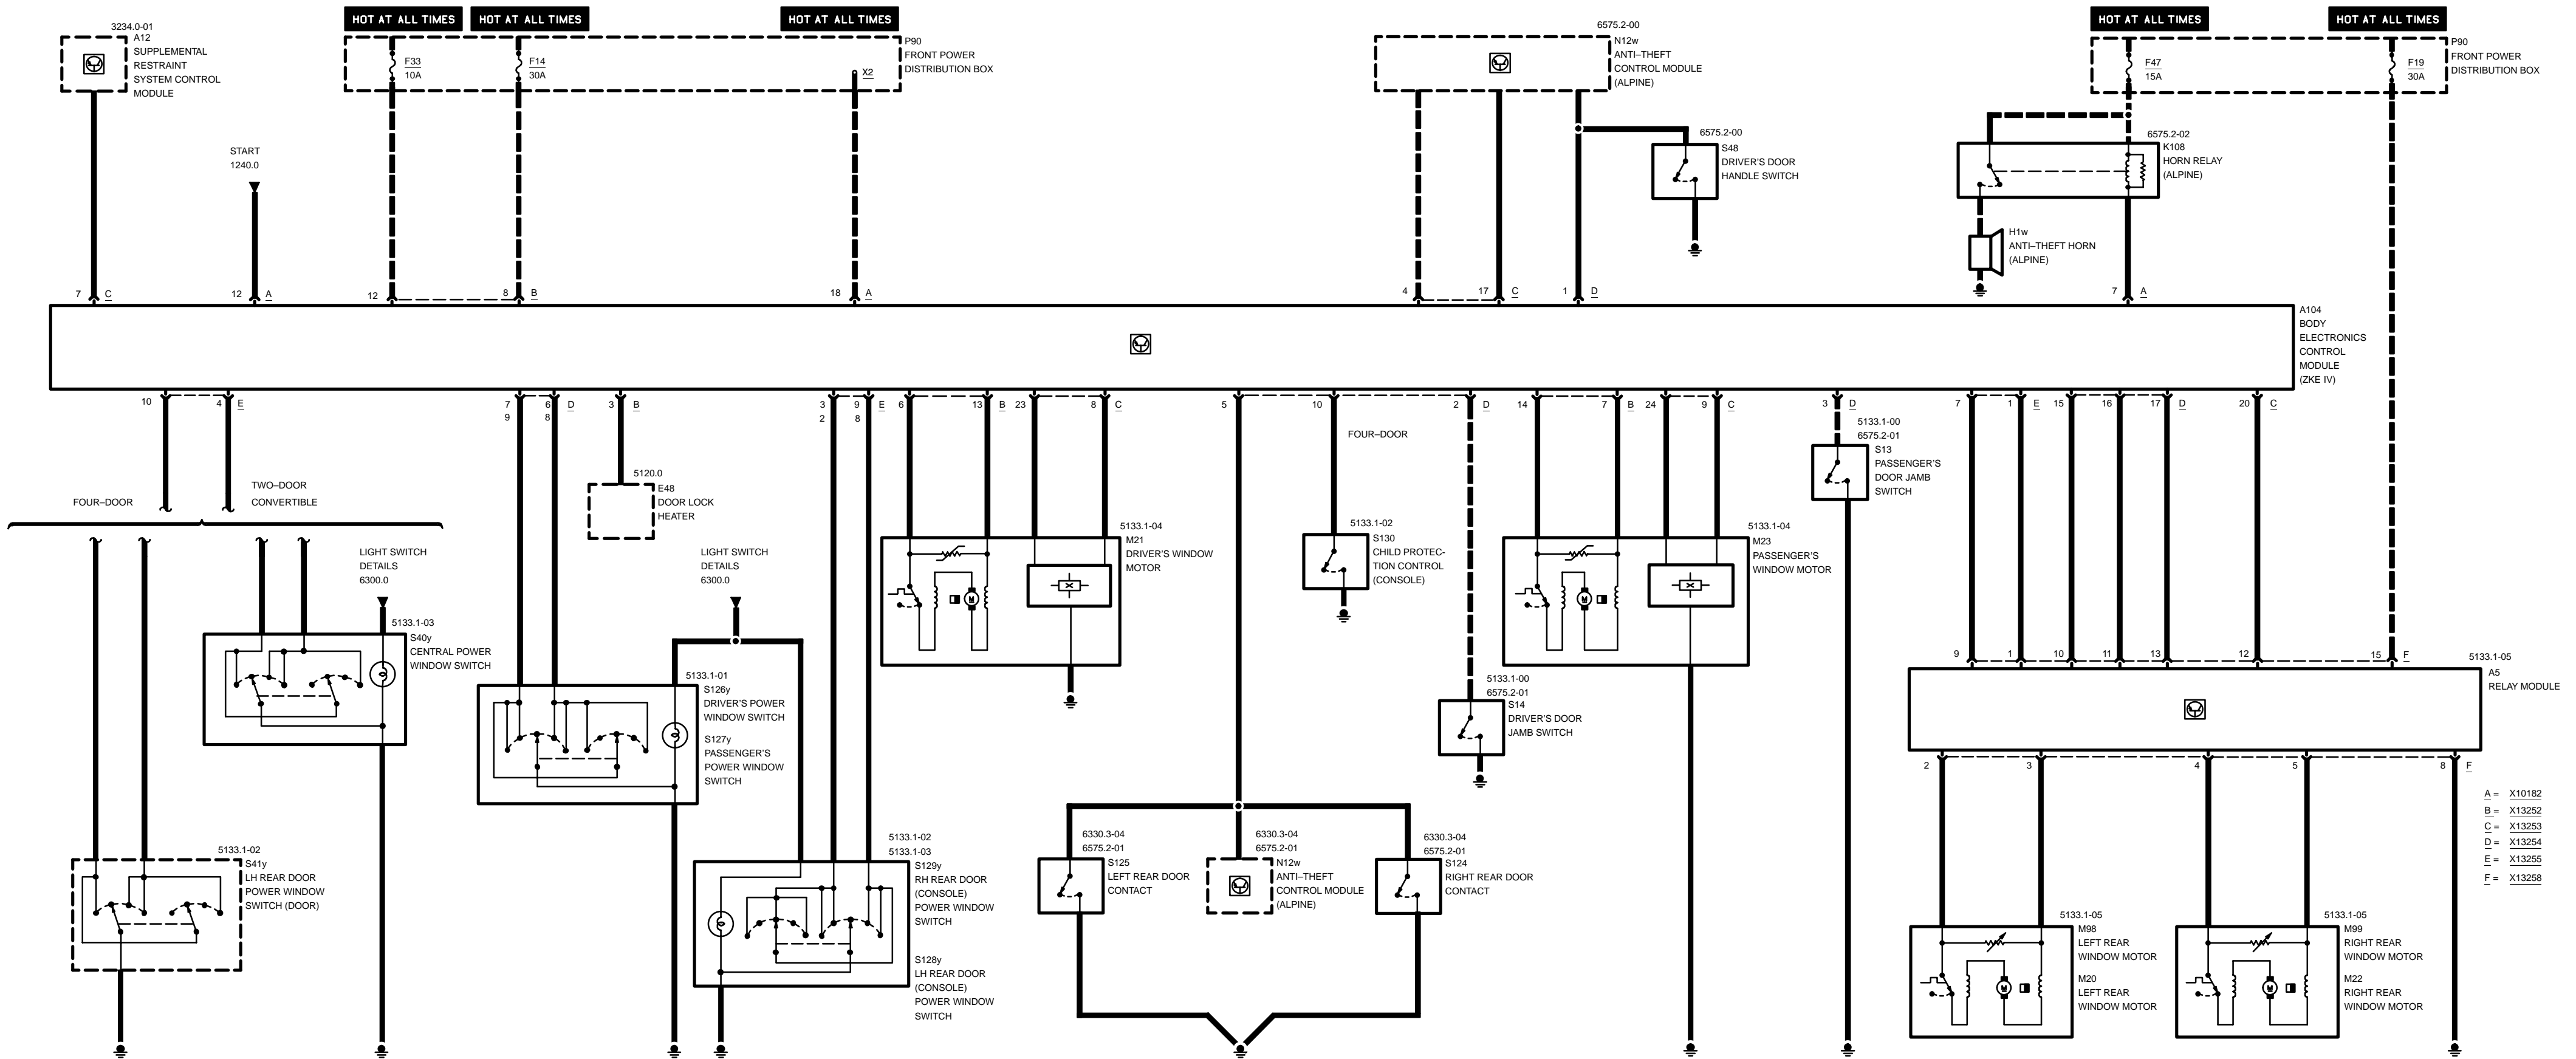 HOT AT ALL TIMES
HOT AT ALL TIMES
HOT AT ALL TIMES
HOT AT ALL TIMES
HOT AT ALL TIMES
3234.0-01
A12
SUPPLEMENTAL
RESTRAINT
SYSTEM CONTROL
MODULE
START
1240.0
F33
10A
F14
30A
X2
P90
FRONT POWER
DISTRIBUTION BOX
6575.2-00
N12w
ANTI–THEFT
CONTROL MODULE
(ALPINE)
6575.2-00
S48
DRIVER'S DOOR
HANDLE SWITCH
F47
15A
F19
30A
P90
FRONT POWER
DISTRIBUTION BOX
6575.2-02
K108
HORN RELAY
(ALPINE)
H1w
ANTI–THEFT HORN
(ALPINE)
7 C
12 A
12
8 B
18 A
4
17 C
1 D
7 A
A104
BODY
ELECTRONICS
CONTROL
MODULE
(ZKE IV)
10 4 E
7 6 D
9 8
3 B
3 9 E
2 8
6 13 B
23 8 C
5 10 2 D
14 7 B
24 9 C
3 D
7 1 E
15 16 17 D
20 C
FOUR–DOOR
TWO–DOOR
CONVERTIBLE
LIGHT SWITCH
DETAILS
6300.0
5133.1-03
S40y
CENTRAL POWER
WINDOW SWITCH
5133.1-02
S41y
LH REAR DOOR
POWER WINDOW
SWITCH (DOOR)
5120.0
E48
DOOR LOCK
HEATER
LIGHT SWITCH
DETAILS
6300.0
5133.1-01
S126y
DRIVER'S POWER
WINDOW SWITCH
S127y
PASSENGER'S
POWER WINDOW
SWITCH
5133.1-02
5133.1-03
S129y
RH REAR DOOR
(CONSOLE)
POWER WINDOW
SWITCH
S128y
LH REAR DOOR
(CONSOLE)
POWER WINDOW
SWITCH
5133.1-04
M21
DRIVER'S WINDOW
MOTOR
M
FOUR–DOOR
5133.1-02
S130
CHILD PROTEC-
TION CONTROL
(CONSOLE)
5133.1-00
6575.2-01
S14
DRIVER'S DOOR
JAMB SWITCH
6330.3-04
6575.2-01
S125
LEFT REAR DOOR
CONTACT
6330.3-04
6575.2-01
N12w
ANTI–THEFT
CONTROL MODULE
(ALPINE)
6330.3-04
6575.2-01
S124
RIGHT REAR DOOR
CONTACT
5133.1-04
M23
PASSENGER'S
WINDOW MOTOR
M
5133.1-00
6575.2-01
S13
PASSENGER'S
DOOR JAMB
SWITCH
9 1 10 11 13 12 15 F
5133.1-05
A5
RELAY MODULE
2 3 4 5 8 F
A = X10182
B = X13252
C = X13253
D = X13254
E = X13255
F = X13258
5133.1-05
M98
LEFT REAR
WINDOW MOTOR
M20
LEFT REAR
WINDOW MOTOR
M
5133.1-05
M99
RIGHT REAR
WINDOW MOTOR
M22
RIGHT REAR
WINDOW MOTOR
M